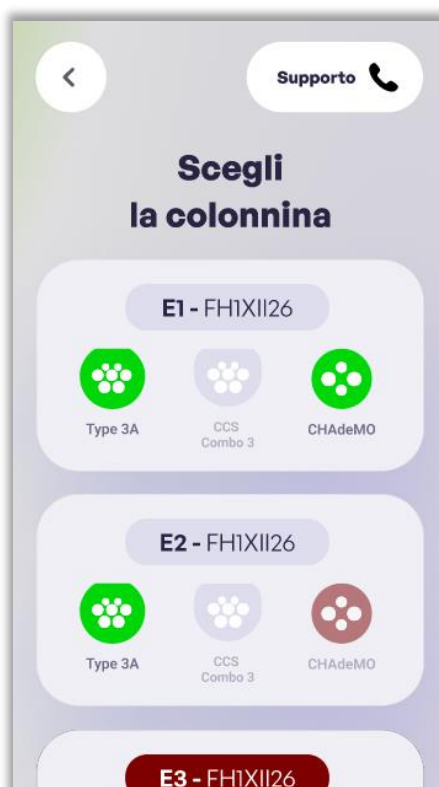 Supporto
Scegli
la colonnina
E1 - FH1XII26
Type 3A
CCS
Combo 3
CHAdeMO
E2 - FH1XII26
Type 3A
CCS
Combo 3
CHAdeMO
E3 - FH1XII26